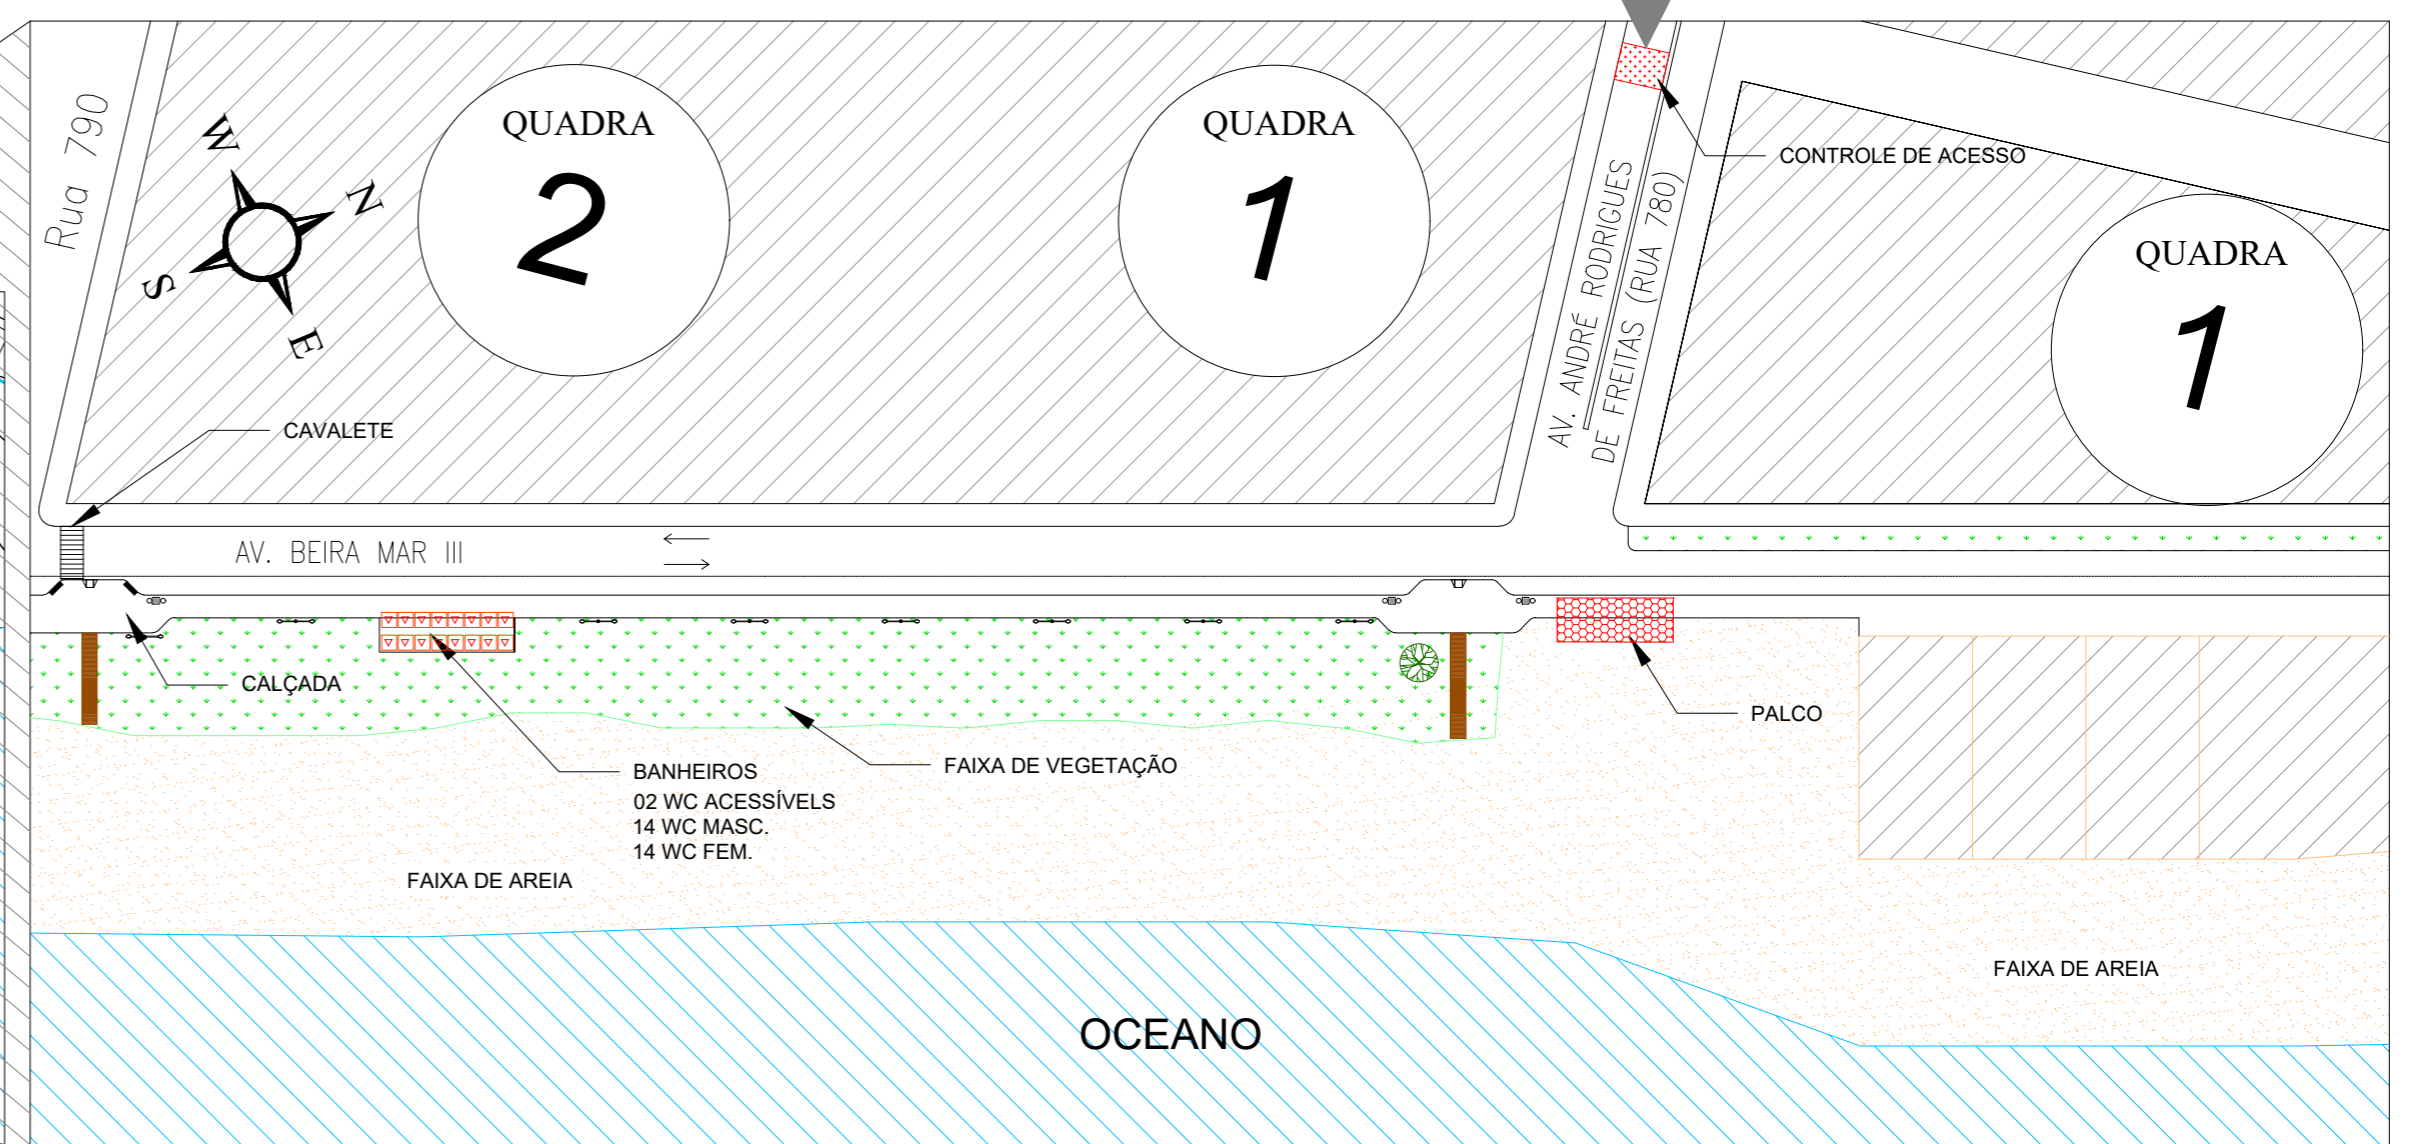 Rua 790
W
N
S
E
QUADRA
2
QUADRA
1
CONTROLE DE ACESSO
AV. ANDRÉ RODRIGUES
DE FREITAS (RUA 780)
QUADRA
1
CAVALETE
AV. BEIRA MAR III
CALÇADA
PALCO
BANHEIROS
02 WC ACESSÍVELS
14 WC MASC.
14 WC FEM.
FAIXA DE VEGETAÇÃO
FAIXA DE AREIA
FAIXA DE AREIA
OCEANO